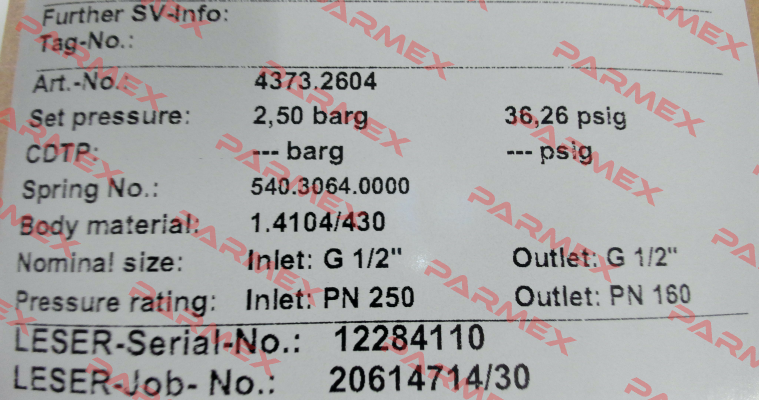 Further SV-Info:
Tag-No.:
Art.-No.: 4373.2604
Set pressure: 2,50 barg 36,26 psig
CDTP: --- barg --- psig
Spring No.: 540.3064.0000
Body material: 1.4104/430
Nominal size: Inlet: G 1/2" Outlet: G 1/2"
Pressure rating: Inlet: PN 250 Outlet: PN 160
LESER-Serial-No.: 12284110
LESER-Job- No.: 20614714/30
PARMEX